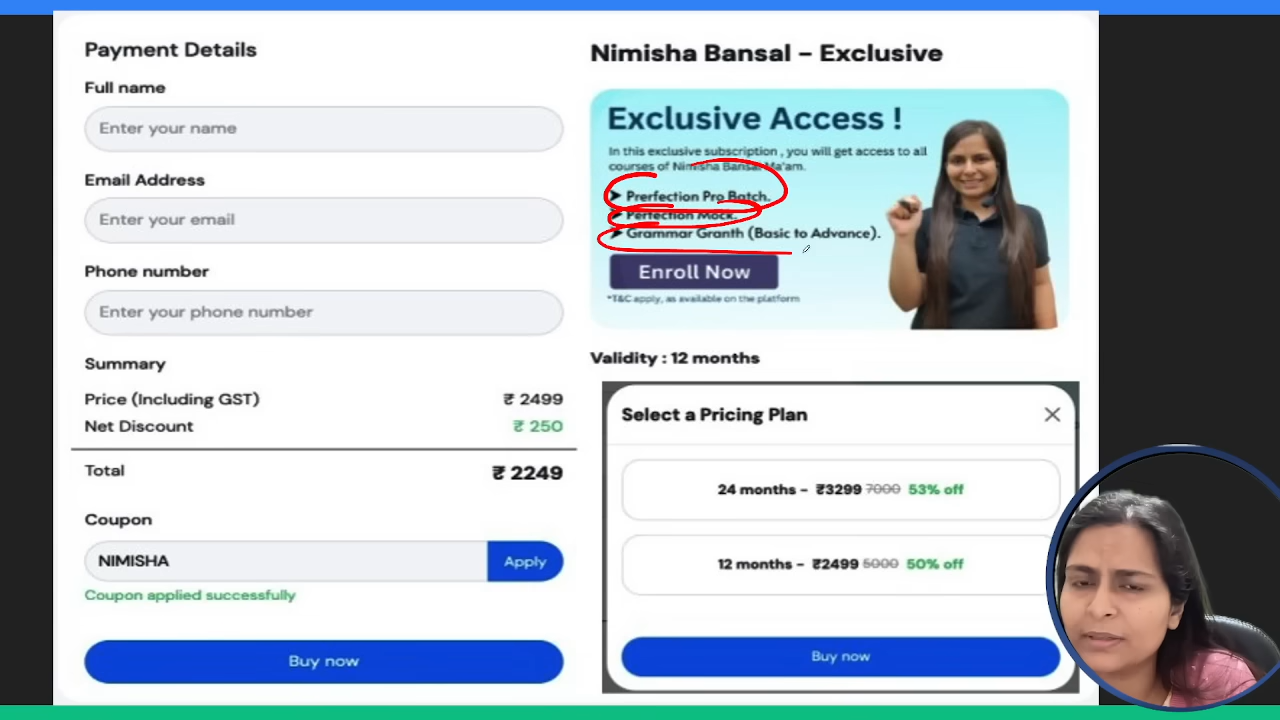 Payment Details
Full name
Enter your name
Email Address
Enter your email
Phone number
Enter your phone number
Summary
Price (Including GST) ₹ 2499
Net Discount ₹ 250
Total ₹ 2249
Coupon
NIMISHA Apply
Coupon applied successfully
Buy now
Nimisha Bansal – Exclusive
Exclusive Access !
In this exclusive subscription , you will get access to all
courses of Nimisha Bansal Ma'am.
➤ Prerfection Pro Batch.
➤ Perfection Mock.
➤ Grammar Granth (Basic to Advance).
Enroll Now
*T&C apply, as available on the platform
Validity : 12 months
Select a Pricing Plan ×
24 months – ₹3299 7000 53% off
12 months – ₹2499 5000 50% off
Buy now